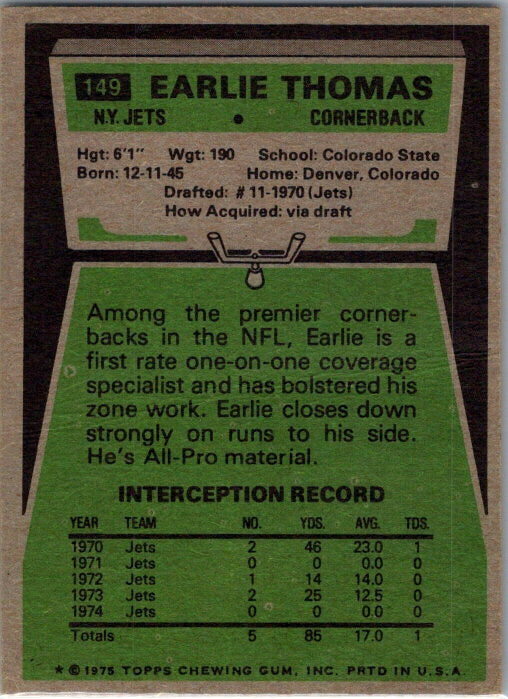 149 EARLIE THOMAS
N.Y. JETS • CORNERBACK
Hgt: 6'1" Wgt: 190 School: Colorado State
Born: 12-11-45 Home: Denver, Colorado
Drafted: #11-1970 (Jets)
How Acquired: via draft
Among the premier corner-
backs in the NFL, Earlie is a
first rate one-on-one coverage
specialist and has bolstered his
zone work. Earlie closes down
strongly on runs to his side.
He's All-Pro material.
INTERCEPTION RECORD
YEAR TEAM NO. YDS. AVG. TDS.
1970 Jets 2 46 23.0 1
1971 Jets 0 0 0.0 0
1972 Jets 1 14 14.0 0
1973 Jets 2 25 12.5 0
1974 Jets 0 0 0.0 0
Totals 5 85 17.0 1
* © 1975 TOPPS CHEWING GUM, INC. PRTD IN U.S.A.